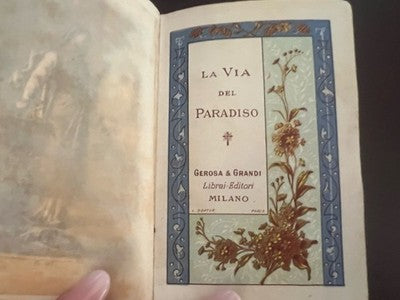 LA VIA
DEL
PARADISO
GEROSA & GRANDI
Librai-Editori
MILANO
PARIS